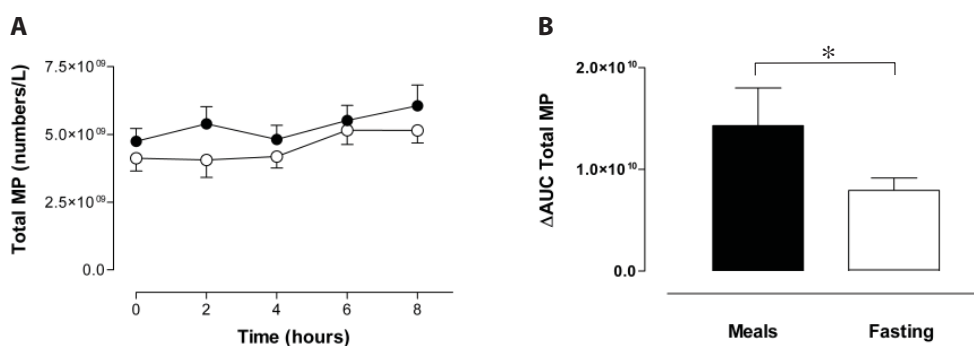 A
Total MP (numbers/L)
7.5×10⁰⁹
5.0×10⁰⁹
2.5×10⁰⁹
0.0
0 2 4 6 8
Time (hours)
B
ΔAUC Total MP
2.0×10¹⁰
1.0×10¹⁰
0.0
*
Meals Fasting